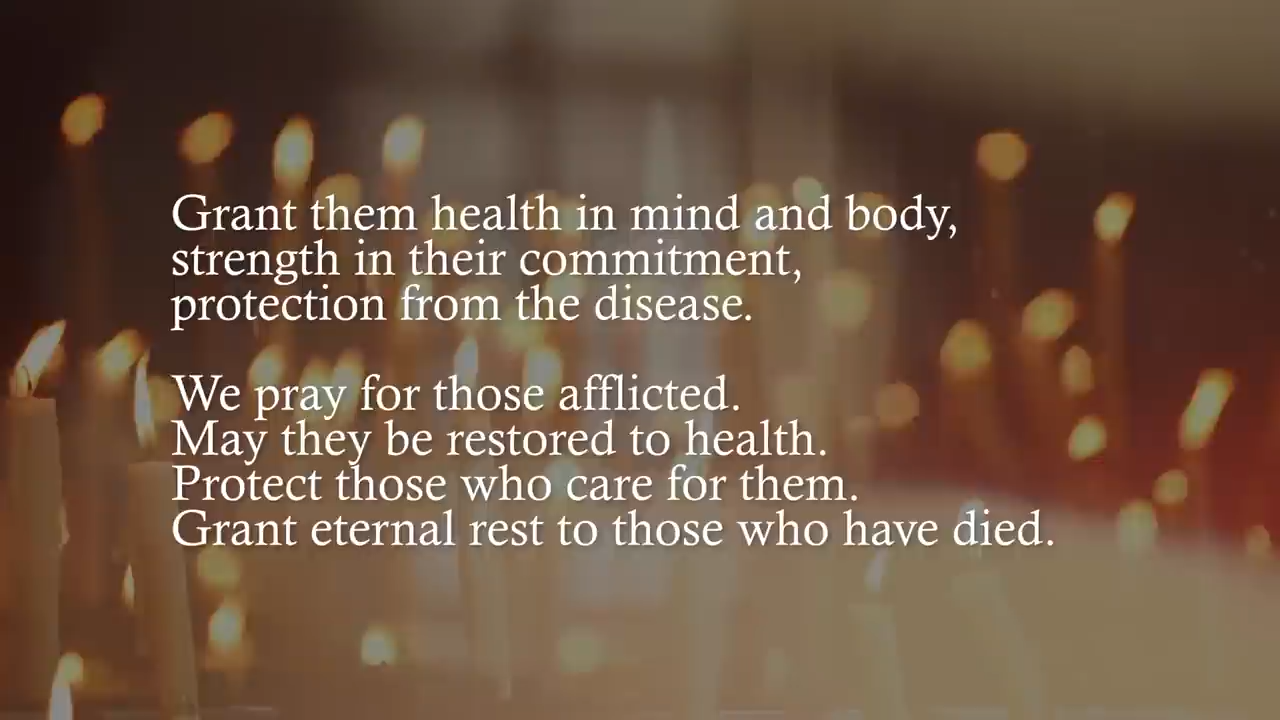 Grant them health in mind and body,
strength in their commitment,
protection from the disease.
We pray for those afflicted.
May they be restored to health.
Protect those who care for them.
Grant eternal rest to those who have died.